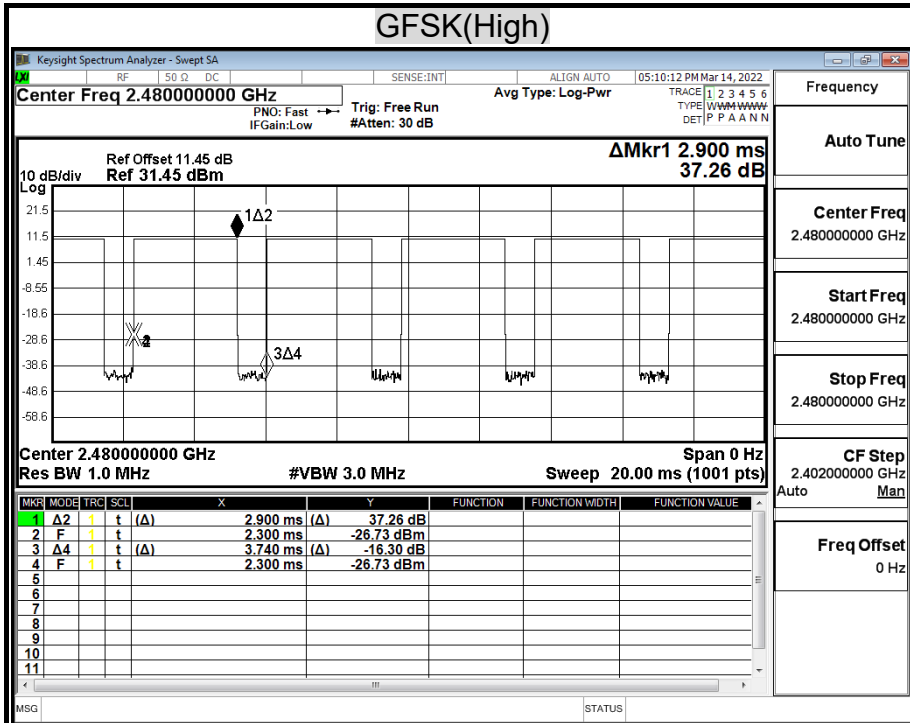 GFSK(High)
Keysight Spectrum Analyzer - Swept SA
LXI RF 50 Ω DC SENSE:INT ALIGN AUTO 05:10:12 PM Mar 14, 2022
Center Freq 2.480000000 GHz
PNO: Fast
IFGain:Low
Trig: Free Run
#Atten: 30 dB
Avg Type: Log-Pwr
TRACE 1 2 3 4 5 6
TYPE WWMWWW
DET P P A A N N
Frequency
ΔMkr1 2.900 ms
37.26 dB
Ref Offset 11.45 dB
10 dB/div Ref 31.45 dBm
Log
21.5
11.5
1.45
-8.55
-18.6
-28.6
-38.6
-48.6
-58.6
1Δ2
3Δ4
Center 2.480000000 GHz Span 0 Hz
Res BW 1.0 MHz #VBW 3.0 MHz Sweep 20.00 ms (1001 pts)
MKR MODE TRC SCL X Y FUNCTION FUNCTION WIDTH FUNCTION VALUE
1 Δ2 1 t (Δ) 2.900 ms (Δ) 37.26 dB
2 F 1 t 2.300 ms -26.73 dBm
3 Δ4 1 t (Δ) 3.740 ms (Δ) -16.30 dB
4 F 1 t 2.300 ms -26.73 dBm
5
6
7
8
9
10
11
MSG STATUS
Auto Tune
Center Freq
2.480000000 GHz
Start Freq
2.480000000 GHz
Stop Freq
2.480000000 GHz
CF Step
2.402000000 GHz
Auto Man
Freq Offset
0 Hz